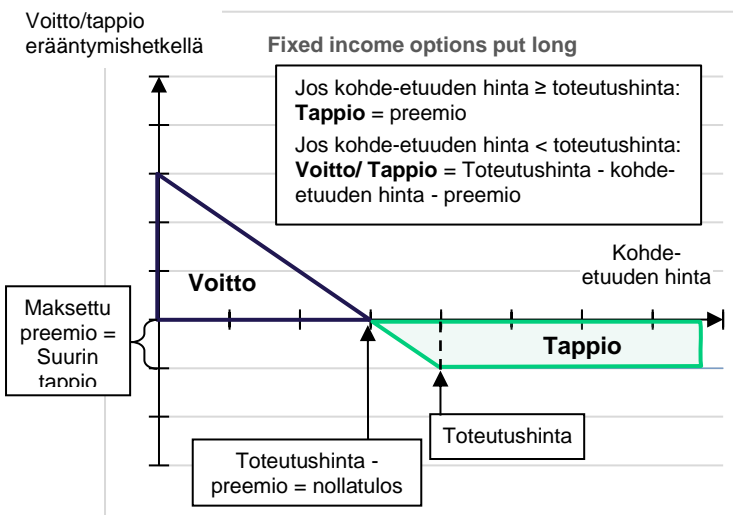 Voitto/tappio
erääntymishetkellä
Fixed income options put long
Jos kohde-etuuden hinta ≥ toteutushinta:
Tappio = preemio
Jos kohde-etuuden hinta < toteutushinta:
Voitto/ Tappio = Toteutushinta - kohde-
etuuden hinta - preemio
Kohde-
etuuden hinta
Voitto
Maksettu
preemio =
Suurin
tappio
Tappio
Toteutushinta
Toteutushinta -
preemio = nollatulos